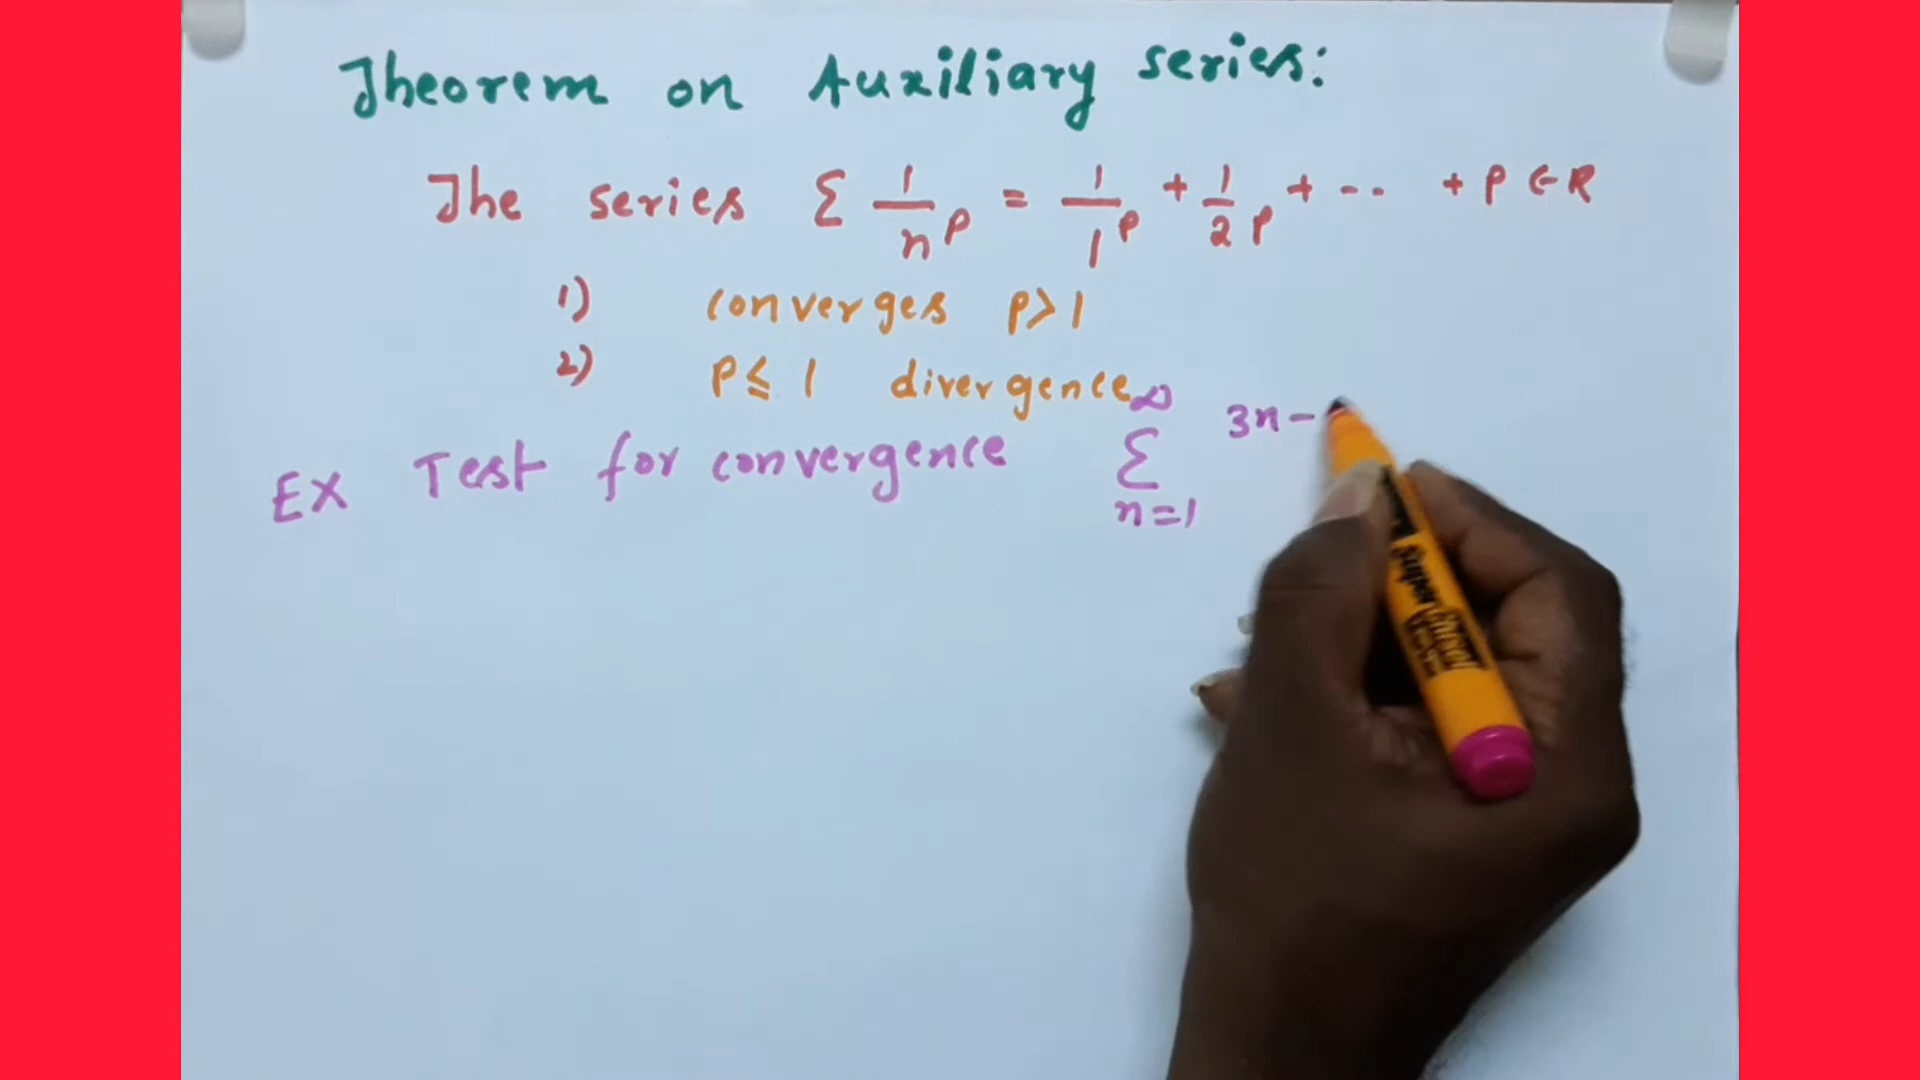 Theorem on Auxiliary series:
The series Σ 1/n^p = 1/1^p + 1/2^p + -- + p ∈ R
1) converges p>1
2) p ≤ 1 divergence
EX Test for convergence ∞ Σ n=1 3n -
Super